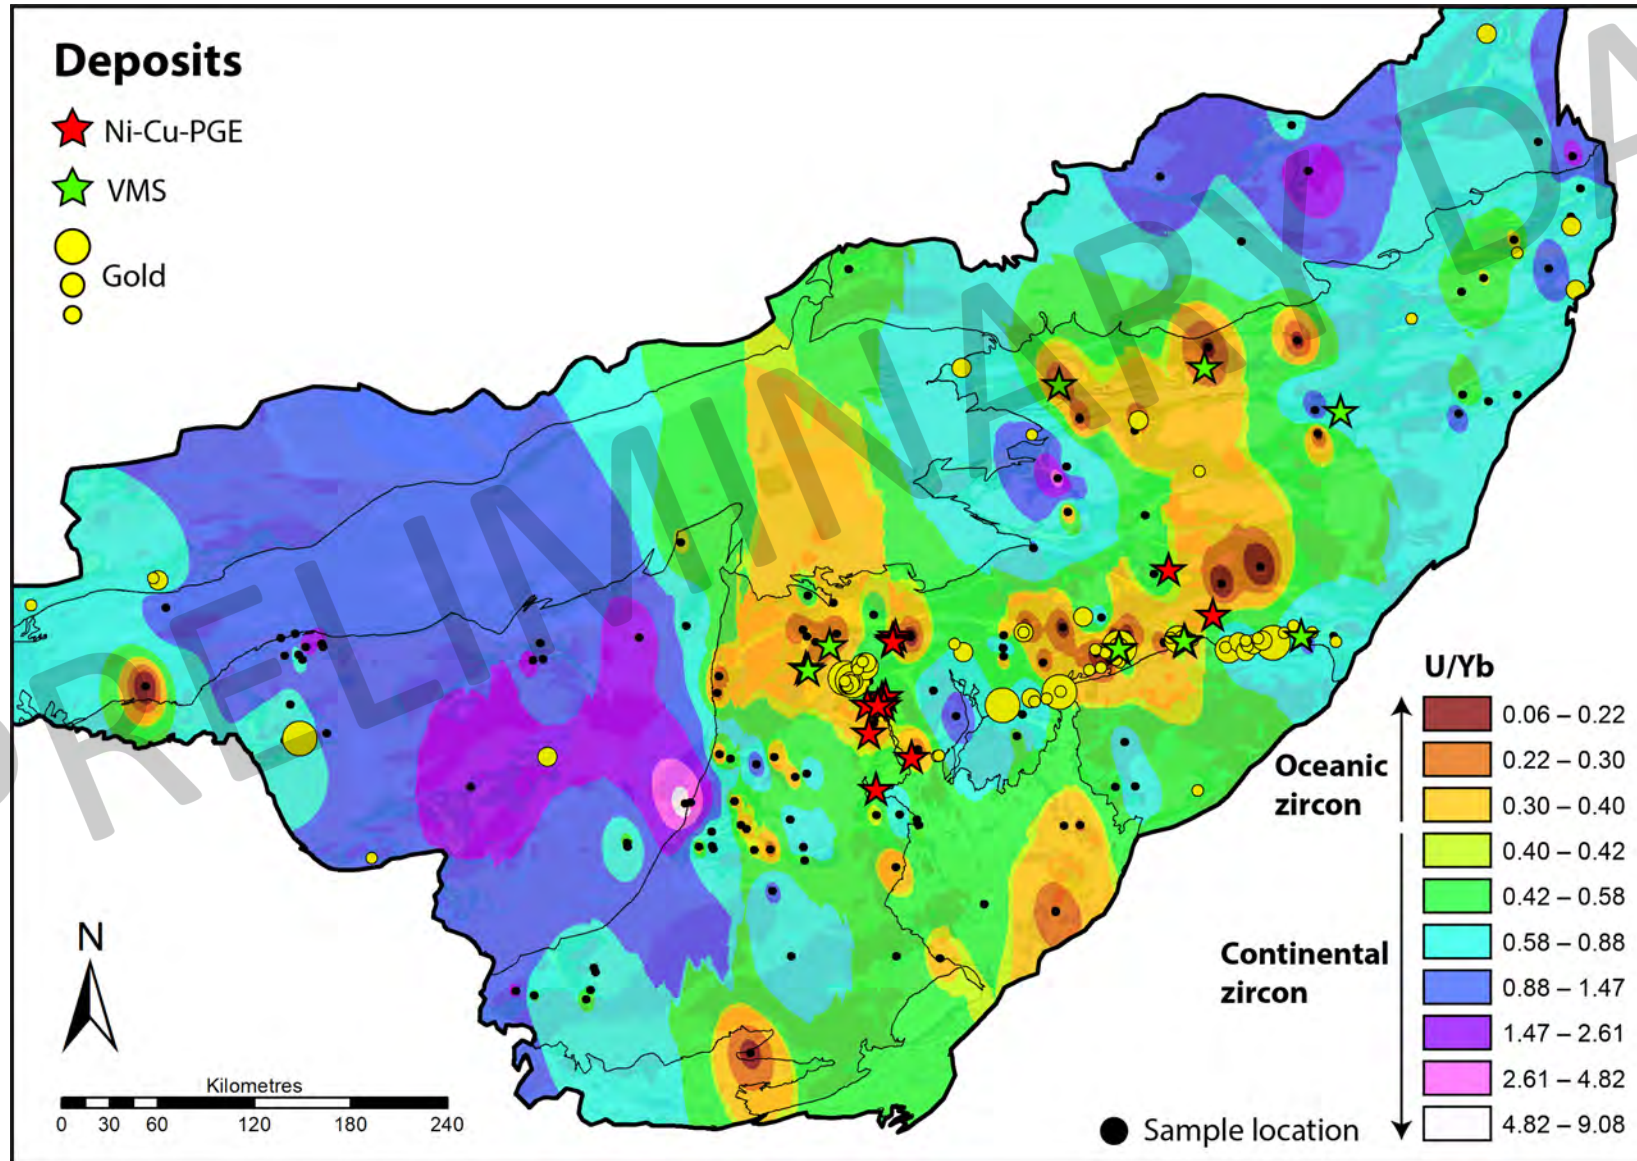 Deposits
Ni-Cu-PGE
VMS
Gold
PRELIMINARY DA
N
Kilometres
0 30 60 120 180 240
U/Yb
0.06 – 0.22
0.22 – 0.30
0.30 – 0.40
0.40 – 0.42
0.42 – 0.58
0.58 – 0.88
0.88 – 1.47
1.47 – 2.61
2.61 – 4.82
4.82 – 9.08
Oceanic
zircon
Continental
zircon
Sample location